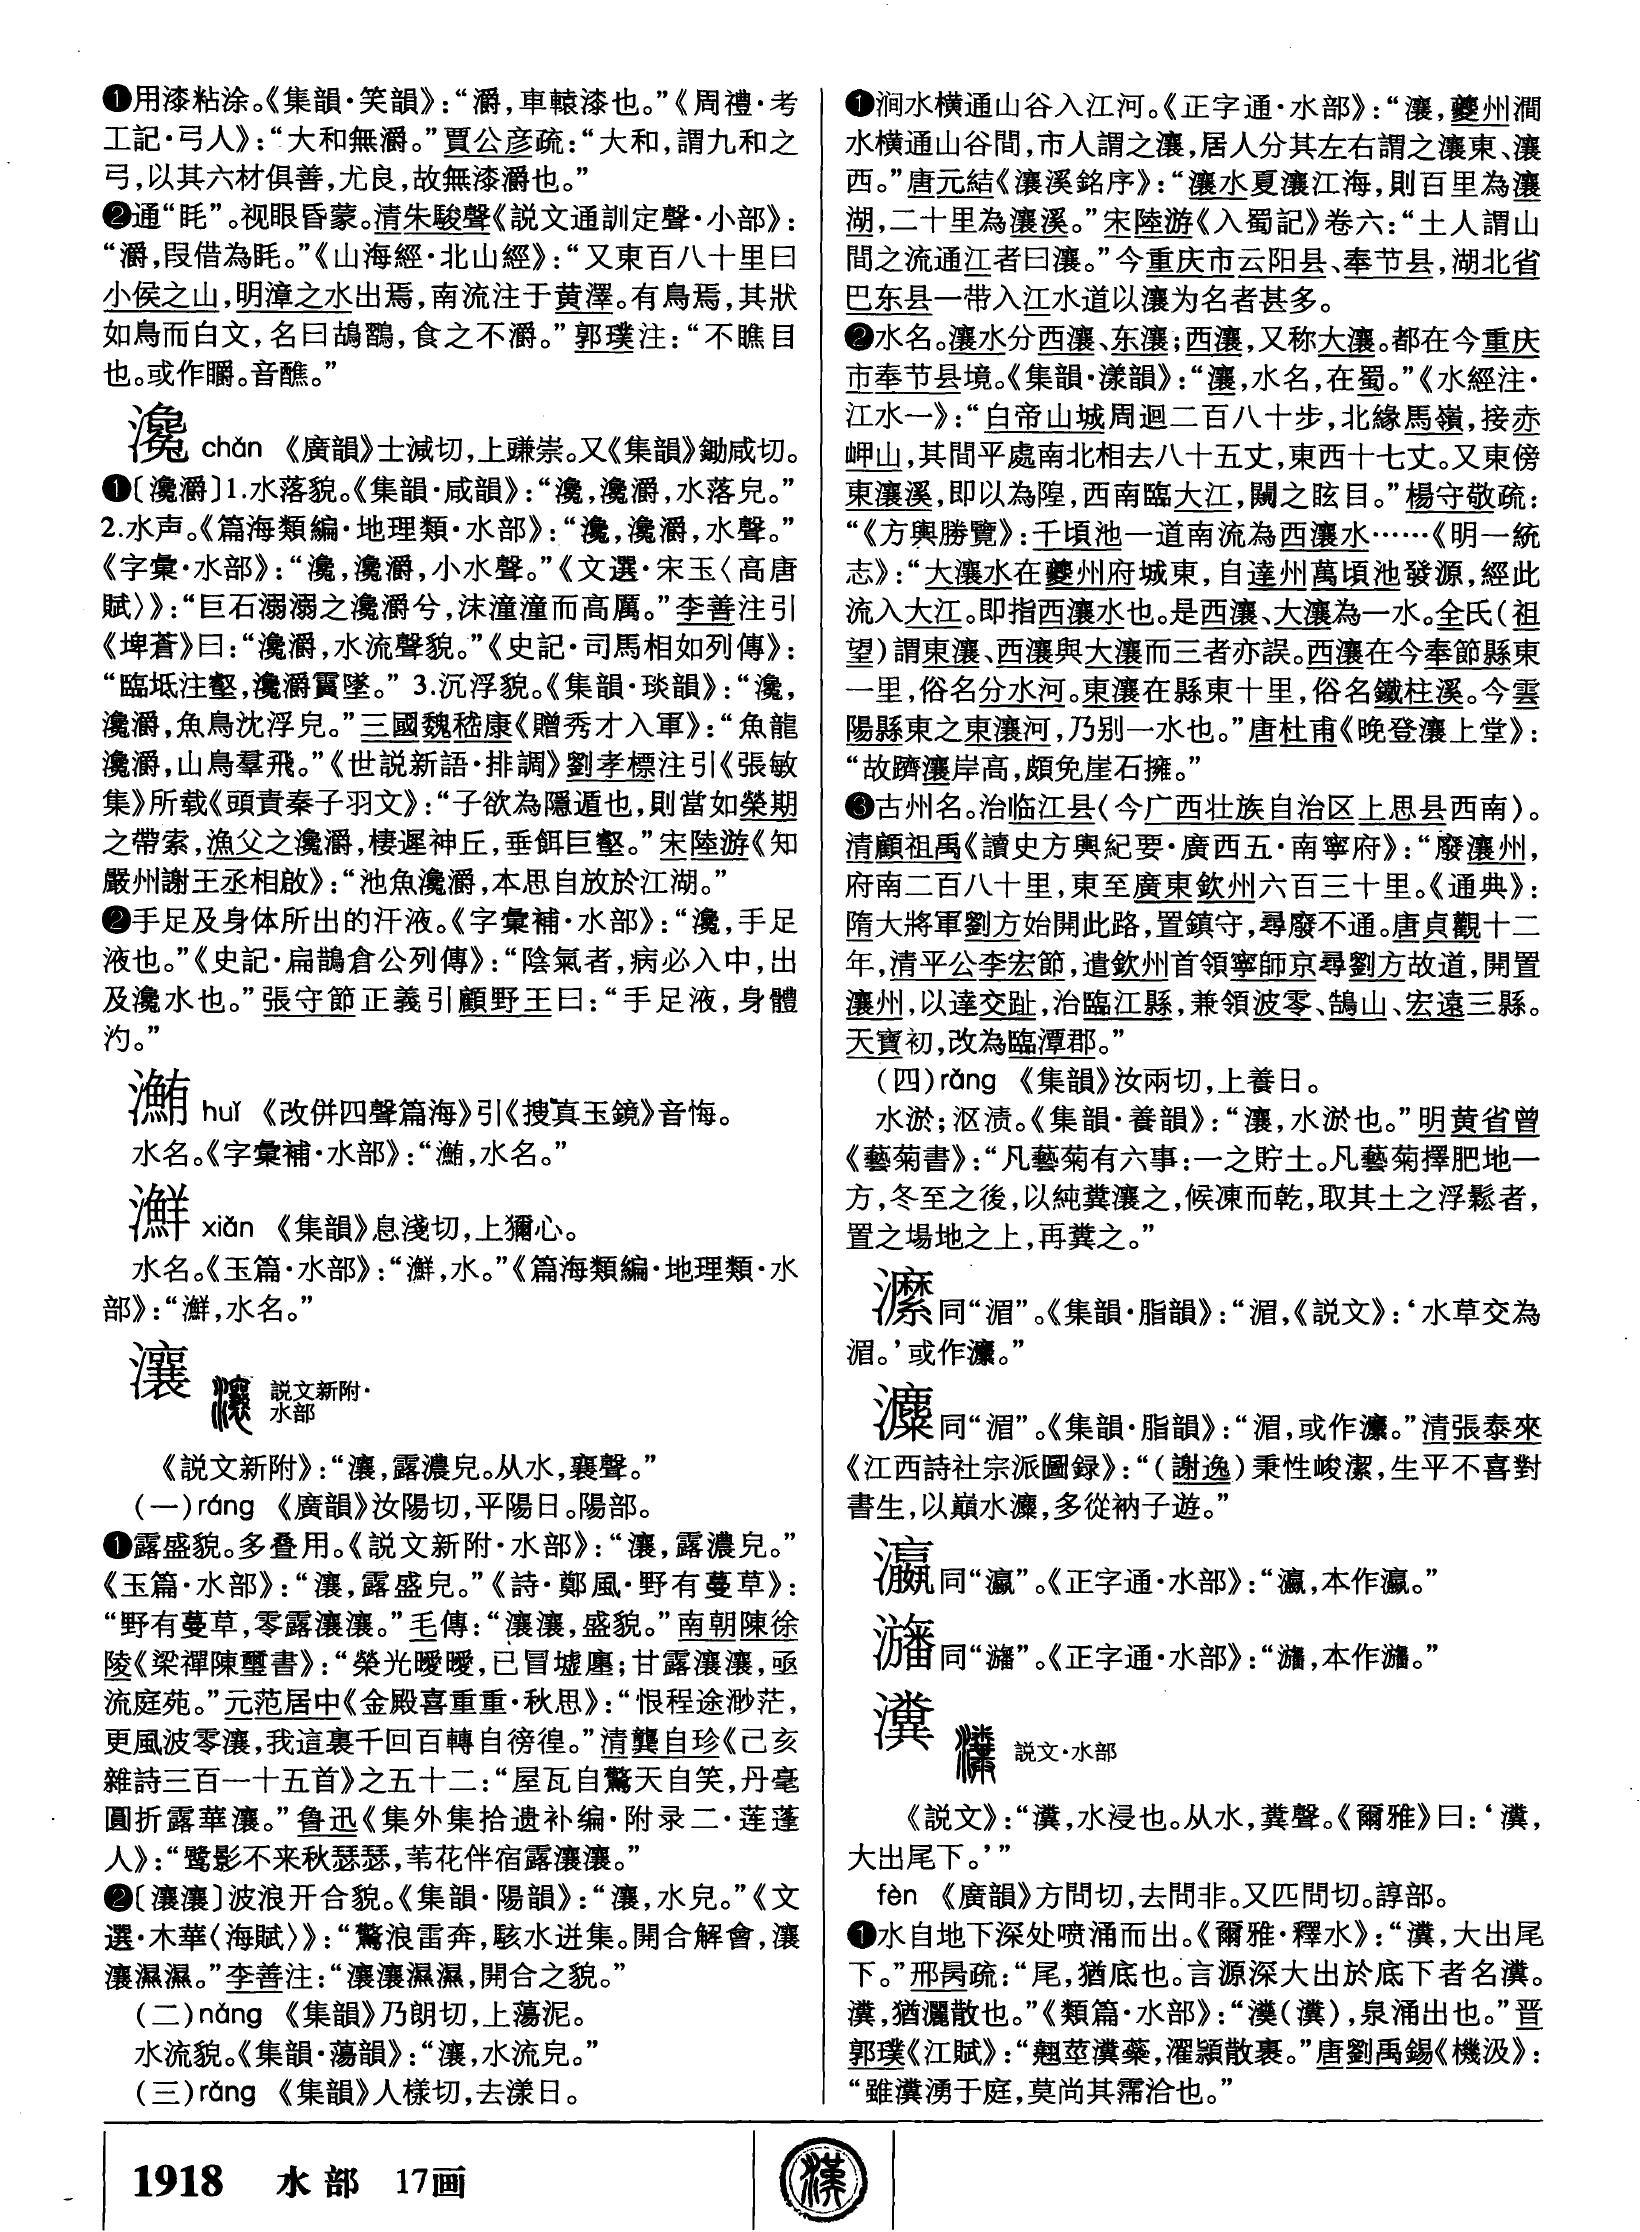 ❶用漆粘涂。《集韻·笑韻》：“灂，車轅漆也。”《周禮·考
工記·弓人》：“大和無灂。”賈公彦疏：“大和，謂九和之
弓，以其六材俱善，尤良，故無漆灂也。”
❷通“眊”。视眼昏蒙。清朱駿聲《説文通訓定聲·小部》：
“灂，叚借為眊。”《山海經·北山經》：“又東百八十里曰
小侯之山，明漳之水出焉，南流注于黄澤。有鳥焉，其狀
如烏而白文，名曰鴣鸐，食之不灂。”郭璞注：“不瞧目
也。或作皭。音醮。”
瀺 chǎn 《廣韻》士減切，上豏崇。又《集韻》鋤咸切。
❶〔瀺灂〕1.水落貌。《集韻·咸韻》：“瀺，瀺灂，水落皃。”
2.水声。《篇海類編·地理類·水部》：“瀺，瀺灂，水聲。”
《字彙·水部》：“瀺，瀺灂，小水聲。”《文選·宋玉〈高唐
賦〉》：“巨石溺溺之瀺灂兮，沫潼潼而高厲。”李善注引
《埤蒼》曰：“瀺灂，水流聲貌。”《史記·司馬相如列傳》：
“臨坻注壑，瀺灂霣墜。” 3.沉浮貌。《集韻·琰韻》：“瀺，
瀺灂，魚鳥沈浮皃。”三國魏嵇康《贈秀才入軍》：“魚龍
瀺灂，山鳥羣飛。”《世説新語·排調》劉孝標注引《張敏
集》所载《頭責秦子羽文》：“子欲為隱遁也，則當如榮期
之帶索，漁父之瀺灂，棲遲神丘，垂餌巨壑。”宋陸游《知
嚴州謝王丞相啟》：“池魚瀺灂，本思自放於江湖。”
❷手足及身体所出的汗液。《字彙補·水部》：“瀺，手足
液也。”《史記·扁鵲倉公列傳》：“陰氣者，病必入中，出
及瀺水也。”張守節正義引顧野王曰：“手足液，身體
汋。”
huǐ 《改併四聲篇海》引《搜真玉鏡》音悔。
水名。《字彙補·水部》：“，水名。”
㶍 xiǎn 《集韻》息淺切，上獮心。
水名。《玉篇·水部》：“㶍，水。”《篇海類編·地理類·水
部》：“㶍，水名。”
瀼 説文新附·
水部
《説文新附》：“瀼，露濃皃。从水，襄聲。”
（一）ráng 《廣韻》汝陽切，平陽日。陽部。
❶露盛貌。多叠用。《説文新附·水部》：“瀼，露濃皃。”
《玉篇·水部》：“瀼，露盛皃。”《詩·鄭風·野有蔓草》：
“野有蔓草，零露瀼瀼。”毛傳：“瀼瀼，盛貌。”南朝陳徐
陵《梁禪陳璽書》：“榮光曖曖，已冒墟廛；甘露瀼瀼，亟
流庭苑。”元范居中《金殿喜重重·秋思》：“恨程途渺茫，
更風波零瀼，我這裏千回百轉自徬徨。”清龔自珍《己亥
雜詩三百一十五首》之五十二：“屋瓦自驚天自笑，丹毫
圓折露華瀼。”鲁迅《集外集拾遗补编·附录二·莲蓬
人》：“鹭影不来秋瑟瑟，苇花伴宿露瀼瀼。”
❷〔瀼瀼〕波浪开合貌。《集韻·陽韻》：“瀼，水皃。”《文
選·木華〈海賦〉》：“驚浪雷奔，駭水迸集。開合解會，瀼
瀼濕濕。”李善注：“瀼瀼濕濕，開合之貌。”
（二）nǎng 《集韻》乃朗切，上蕩泥。
水流貌。《集韻·蕩韻》：“瀼，水流皃。”
（三）ràng 《集韻》人樣切，去漾日。
❶涧水横通山谷入江河。《正字通·水部》：“瀼，夔州澗
水橫通山谷間，市人謂之瀼，居人分其左右謂之瀼東、瀼
西。”唐元結《瀼溪銘序》：“瀼水夏瀼江海，則百里為瀼
湖，二十里為瀼溪。”宋陸游《入蜀記》卷六：“土人謂山
間之流通江者曰瀼。”今重庆市云阳县、奉节县，湖北省
巴东县一带入江水道以瀼为名者甚多。
❷水名。瀼水分西瀼、东瀼；西瀼，又称大瀼。都在今重庆
市奉节县境。《集韻·漾韻》：“瀼，水名，在蜀。”《水經注·
江水一》：“白帝山城周迴二百八十步，北緣馬嶺，接赤
岬山，其間平處南北相去八十五丈，東西十七丈。又東傍
東瀼溪，即以為隍，西南臨大江，闞之眩目。”楊守敬疏：
“《方輿勝覽》：千頃池一道南流為西瀼水……《明一統
志》：“大瀼水在夔州府城東，自達州萬頃池發源，經此
流入大江。即指西瀼水也。是西瀼、大瀼為一水。全氏（祖
望）謂東瀼、西瀼與大瀼而三者亦誤。西瀼在今奉節縣東
一里，俗名分水河。東瀼在縣東十里，俗名鐵柱溪。今雲
陽縣東之東瀼河，乃别一水也。”唐杜甫《晚登瀼上堂》：
“故躋瀼岸高，頗免崖石擁。”
❸古州名。治临江县（今广西壮族自治区上思县西南）。
清顧祖禹《讀史方輿紀要·廣西五·南寧府》：“廢瀼州，
府南二百八十里，東至廣東欽州六百三十里。《通典》：
隋大將軍劉方始開此路，置鎮守，尋廢不通。唐貞觀十二
年，清平公李宏節，遣欽州首領寧師京尋劉方故道，開置
瀼州，以達交趾，治臨江縣，兼領波零、鵠山、宏遠三縣。
天寶初，改為臨潭郡。”
（四）rǎng 《集韻》汝兩切，上養日。
水淤；沤渍。《集韻·養韻》：“瀼，水淤也。”明黄省曾
《藝菊書》：“凡藝菊有六事：一之貯土。凡藝菊擇肥地一
方，冬至之後，以純糞瀼之，候凍而乾，取其土之浮鬆者，
置之場地之上，再糞之。”
同“湄”。《集韻·脂韻》：“湄，《説文》：‘水草交為
湄。’或作。”
同“湄”。《集韻·脂韻》：“湄，或作。”清張泰來
《江西詩社宗派圖録》：“（謝逸）秉性峻潔，生平不喜對
書生，以巔水，多從衲子遊。”
同“瀛”。《正字通·水部》：“瀛，本作。”
同“”。《正字通·水部》：“，本作。”
瀵 説文·水部
《説文》：“瀵，水浸也。从水，糞聲。《爾雅》曰：‘瀵，
大出尾下。’”
fèn 《廣韻》方問切，去問非。又匹問切。諄部。
❶水自地下深处喷涌而出。《爾雅·釋水》：“瀵，大出尾
下。”邢昺疏：“尾，猶底也。言源深大出於底下者名瀵。
瀵，猶灑散也。”《類篇·水部》：“（瀵），泉涌出也。”晋
郭璞《江賦》：“翹莖瀵蘂，濯穎散裹。”唐劉禹錫《機汲》：
“雖瀵湧于庭，莫尚其霈洽也。”
1918 水部 17画
漢